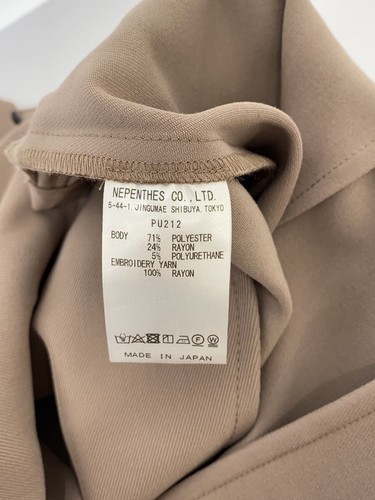 NEPENTHES CO.,LTD.
5-44-1, JINGUMAE SHIBUYA, TOKYO
PU212
BODY 71% POLYESTER
24% RAYON
5% POLYURETHANE
EMBROIDERY YARN
100% RAYON
F W
MADE IN JAPAN